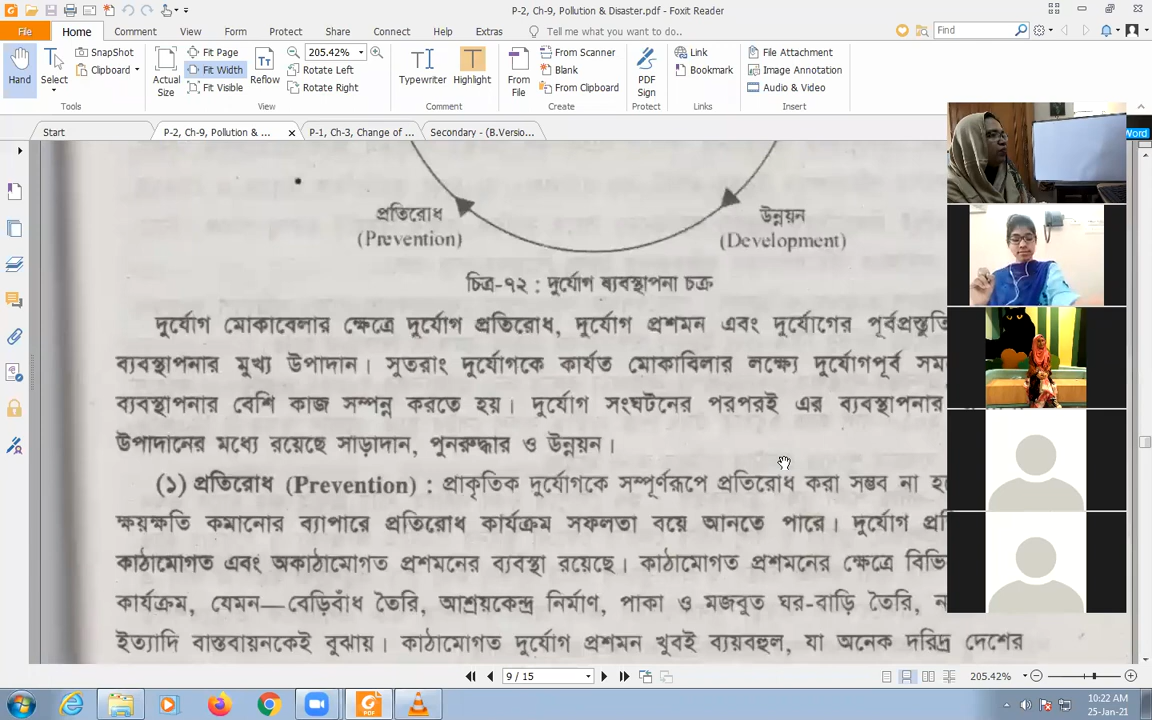 P-2, Ch-9, Pollution & Disaster.pdf - Foxit Reader
File Home Comment View Form Protect Share Connect Help Extras Tell me what you want to do... Find
SnapShot Fit Page 205.42% From Scanner Link File Attachment
Clipboard Fit Width Rotate Left Blank Bookmark Image Annotation
Fit Visible Rotate Right From Clipboard Audio & Video
Hand Select Actual Size Reflow Typewriter Highlight From File PDF Sign
Tools View Comment Create Protect Links Insert
Start P-2, Ch-9, Pollution & ... P-1, Ch-3, Change of ... Secondary - (B.Versio... Word
প্রতিরোধ উন্নয়ন
(Prevention) (Development)
চিত্র-৭২ : দুর্যোগ ব্যবস্থাপনা চক্র
দুর্যোগ মোকাবেলার ক্ষেত্রে দুর্যোগ প্রতিরোধ, দুর্যোগ প্রশমন এবং দুর্যোগের পূর্বপ্রস্তুতি
ব্যবস্থাপনার মুখ্য উপাদান। সুতরাং দুর্যোগকে কার্যত মোকাবিলার লক্ষ্যে দুর্যোগপূর্ব সম
ব্যবস্থাপনার বেশি কাজ সম্পন্ন করতে হয়। দুর্যোগ সংঘটনের পরপরই এর ব্যবস্থাপনার
উপাদানের মধ্যে রয়েছে সাড়াদান, পুনরুদ্ধার ও উন্নয়ন।
(১) প্রতিরোধ (Prevention) : প্রাকৃতিক দুর্যোগকে সম্পূর্ণরূপে প্রতিরোধ করা সম্ভব না হ
ক্ষয়ক্ষতি কমানোর ব্যাপারে প্রতিরোধ কার্যক্রম সফলতা বয়ে আনতে পারে। দুর্যোগ প্রতি
কাঠামোগত এবং অকাঠামোগত প্রশমনের ব্যবস্থা রয়েছে। কাঠামোগত প্রশমনের ক্ষেত্রে বিভি
কার্যক্রম, যেমন—বেড়িবাঁধ তৈরি, আশ্রয়কেন্দ্র নির্মাণ, পাকা ও মজবুত ঘর-বাড়ি তৈরি, ন
ইত্যাদি বাস্তবায়নকেই বুঝায়। কাঠামোগত দুর্যোগ প্রশমন খুবই ব্যয়বহুল, যা অনেক দরিদ্র দেশের
9 / 15 205.42%
10:22 AM
25-Jan-21